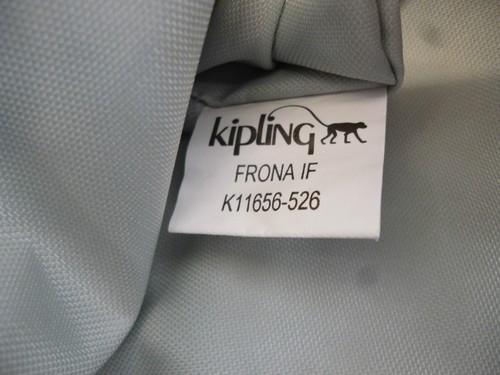 kipling
FRONA IF
K11656-526